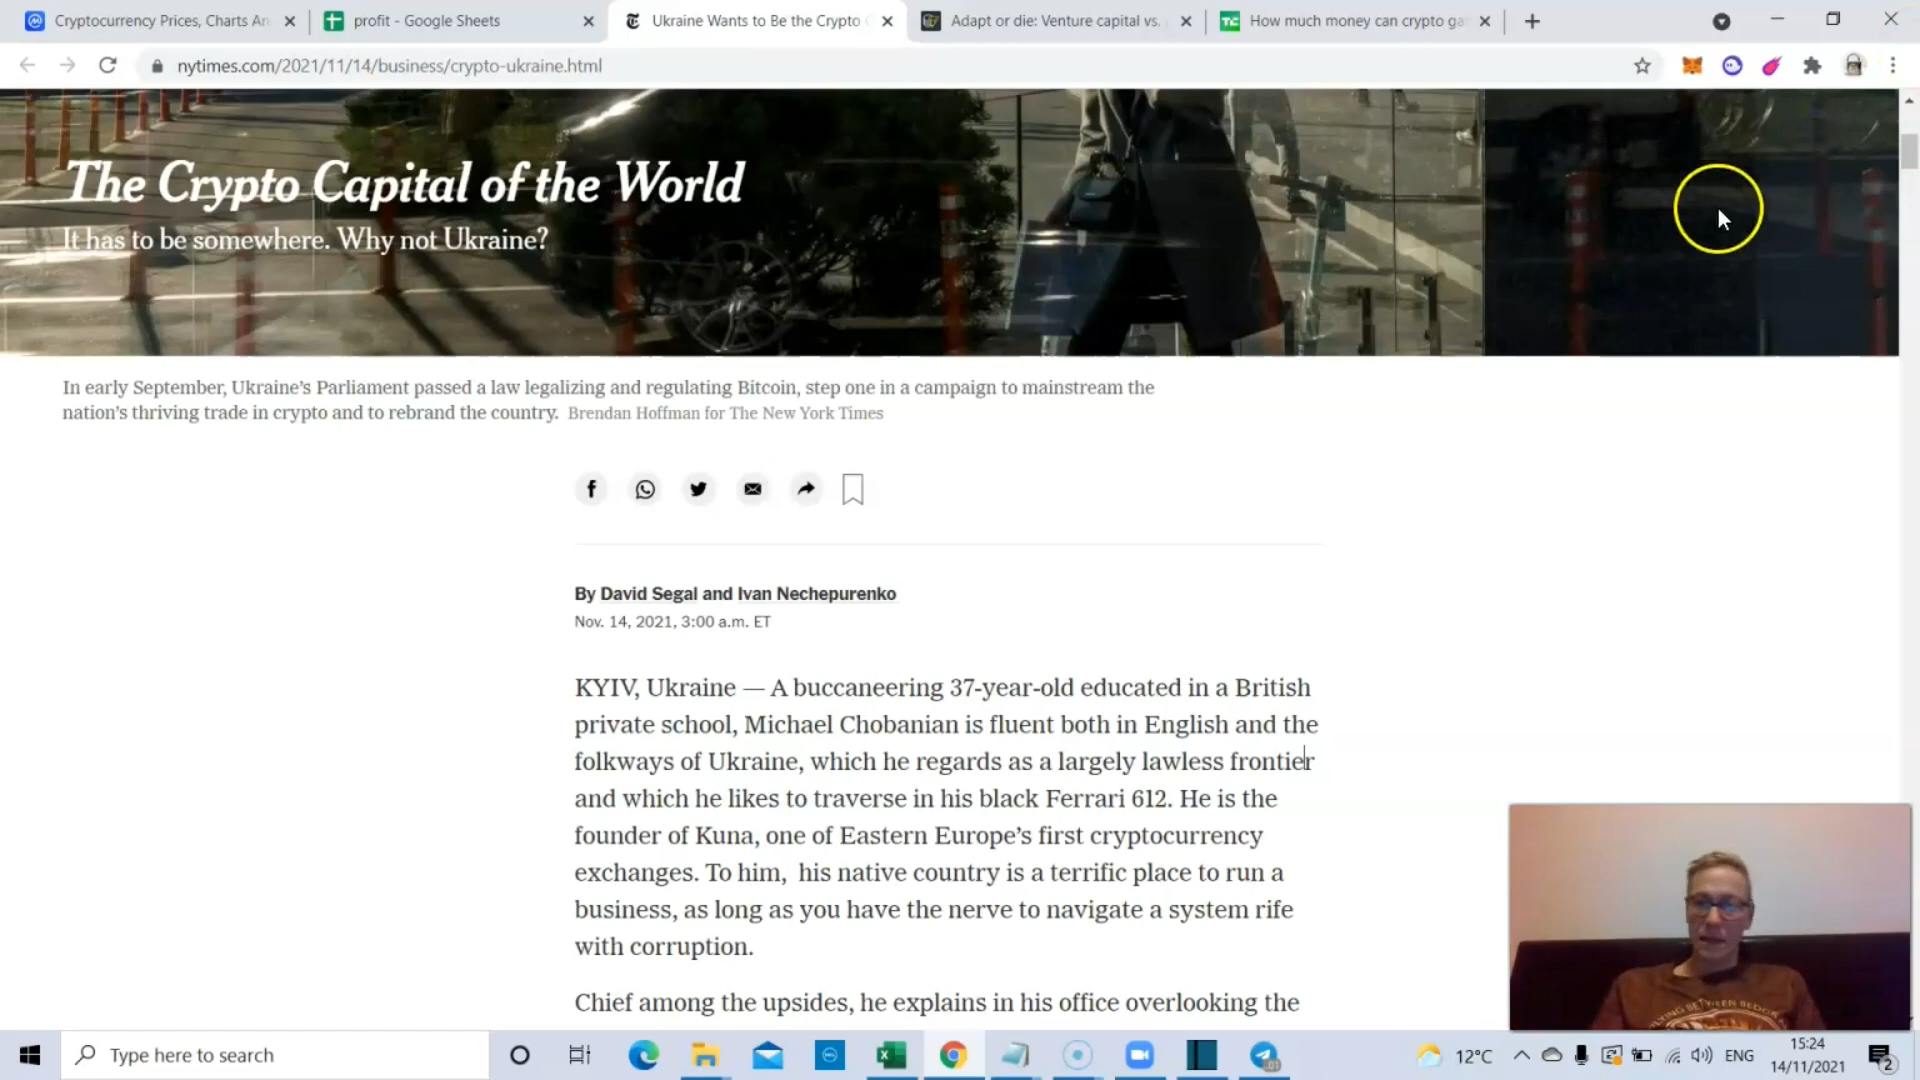 Cryptocurrency Prices, Charts An
profit - Google Sheets
Ukraine Wants to Be the Crypto
Adapt or die: Venture capital vs.
How much money can crypto ga
nytimes.com/2021/11/14/business/crypto-ukraine.html
The Crypto Capital of the World
It has to be somewhere. Why not Ukraine?
In early September, Ukraine's Parliament passed a law legalizing and regulating Bitcoin, step one in a campaign to mainstream the
nation's thriving trade in crypto and to rebrand the country. Brendan Hoffman for The New York Times
By David Segal and Ivan Nechepurenko
Nov. 14, 2021, 3:00 a.m. ET
KYIV, Ukraine — A buccaneering 37-year-old educated in a British
private school, Michael Chobanian is fluent both in English and the
folkways of Ukraine, which he regards as a largely lawless frontier
and which he likes to traverse in his black Ferrari 612. He is the
founder of Kuna, one of Eastern Europe's first cryptocurrency
exchanges. To him, his native country is a terrific place to run a
business, as long as you have the nerve to navigate a system rife
with corruption.
Chief among the upsides, he explains in his office overlooking the
Type here to search
12°C
ENG
15:24
14/11/2021
2